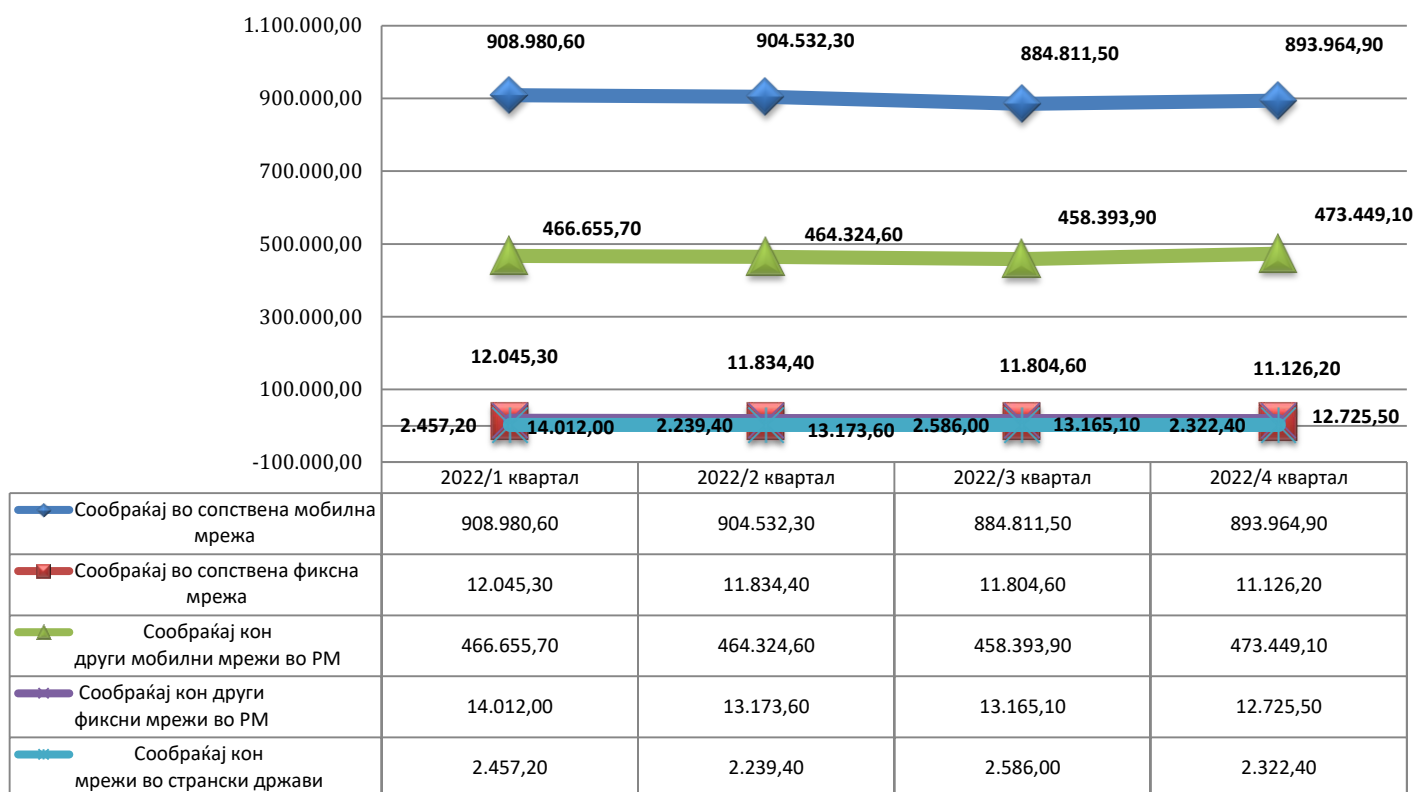 1.100.000,00
900.000,00
700.000,00
500.000,00
300.000,00
100.000,00
-100.000,00
908.980,60 904.532,30 884.811,50 893.964,90
466.655,70 464.324,60 458.393,90 473.449,10
12.045,30 11.834,40 11.804,60 11.126,20
2.457,20 14.012,00 2.239,40 13.173,60 2.586,00 13.165,10 2.322,40 12.725,50
2022/1 квартал 2022/2 квартал 2022/3 квартал 2022/4 квартал
Сообраќај во сопствена мобилна
мрежа
908.980,60 904.532,30 884.811,50 893.964,90
Сообраќај во сопствена фиксна
мрежа
12.045,30 11.834,40 11.804,60 11.126,20
Сообраќај кон
други мобилни мрежи во РМ
466.655,70 464.324,60 458.393,90 473.449,10
Сообраќај кон други
фиксни мрежи во РМ
14.012,00 13.173,60 13.165,10 12.725,50
Сообраќај кон
мрежи во странски држави
2.457,20 2.239,40 2.586,00 2.322,40